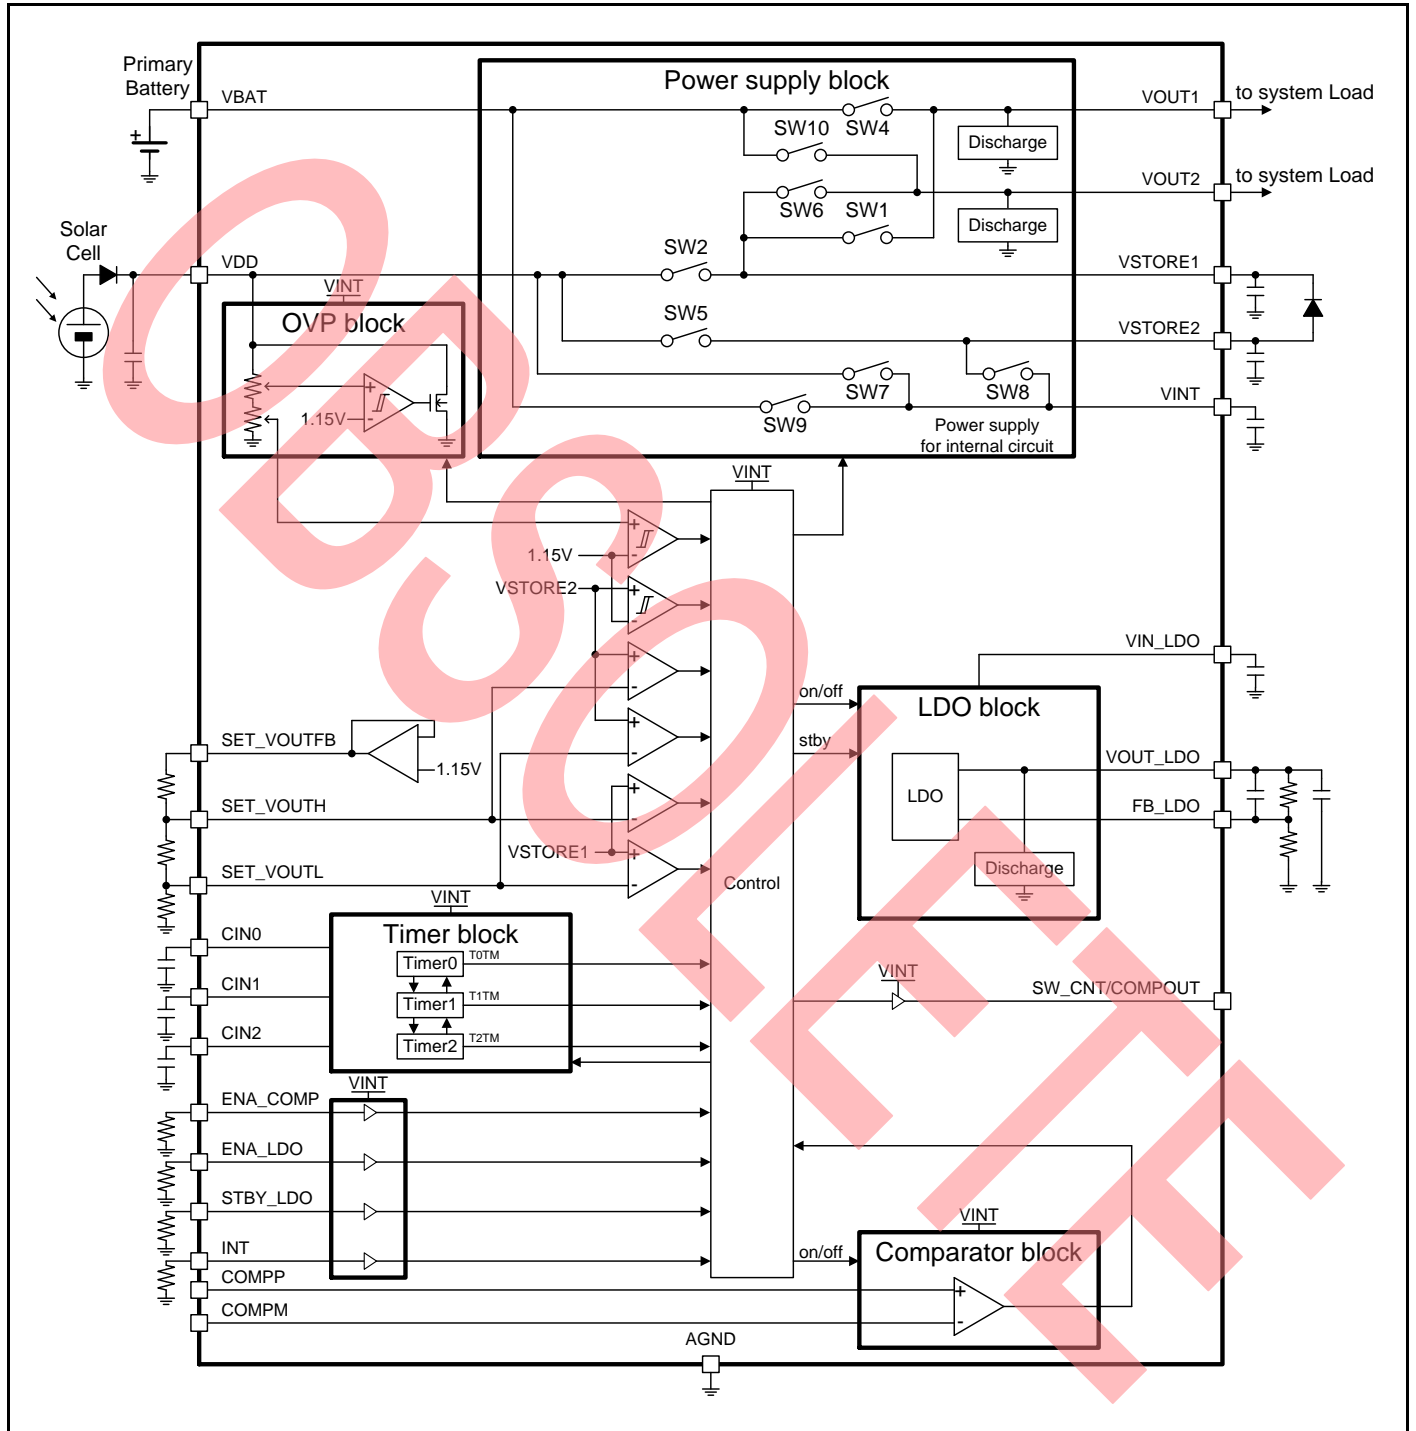 Primary
Battery
VBAT
Power supply block
VOUT1
to system Load
SW10
SW4
Discharge
VOUT2
to system Load
SW6
SW1
Discharge
Solar
Cell
VDD
SW2
VSTORE1
VINT
OVP block
SW5
VSTORE2
+
-
1.15V
SW7
SW8
VINT
SW9
Power supply
for internal circuit
VINT
+
1.15V
-
VSTORE2
+
-
+
-
+
-
VIN_LDO
on/off
LDO block
SET_VOUTFB
1.15V
stby
VOUT_LDO
LDO
SET_VOUTH
+
-
FB_LDO
VSTORE1
+
-
SET_VOUTL
Control
Discharge
VINT
CIN0
Timer block
Timer0
T0TM
CIN1
Timer1
T1TM
VINT
SW_CNT/COMPOUT
CIN2
Timer2
T2TM
VINT
ENA_COMP
ENA_LDO
STBY_LDO
VINT
INT
on/off
Comparator block
COMPP
+
COMPM
-
AGND
OBSOLETE